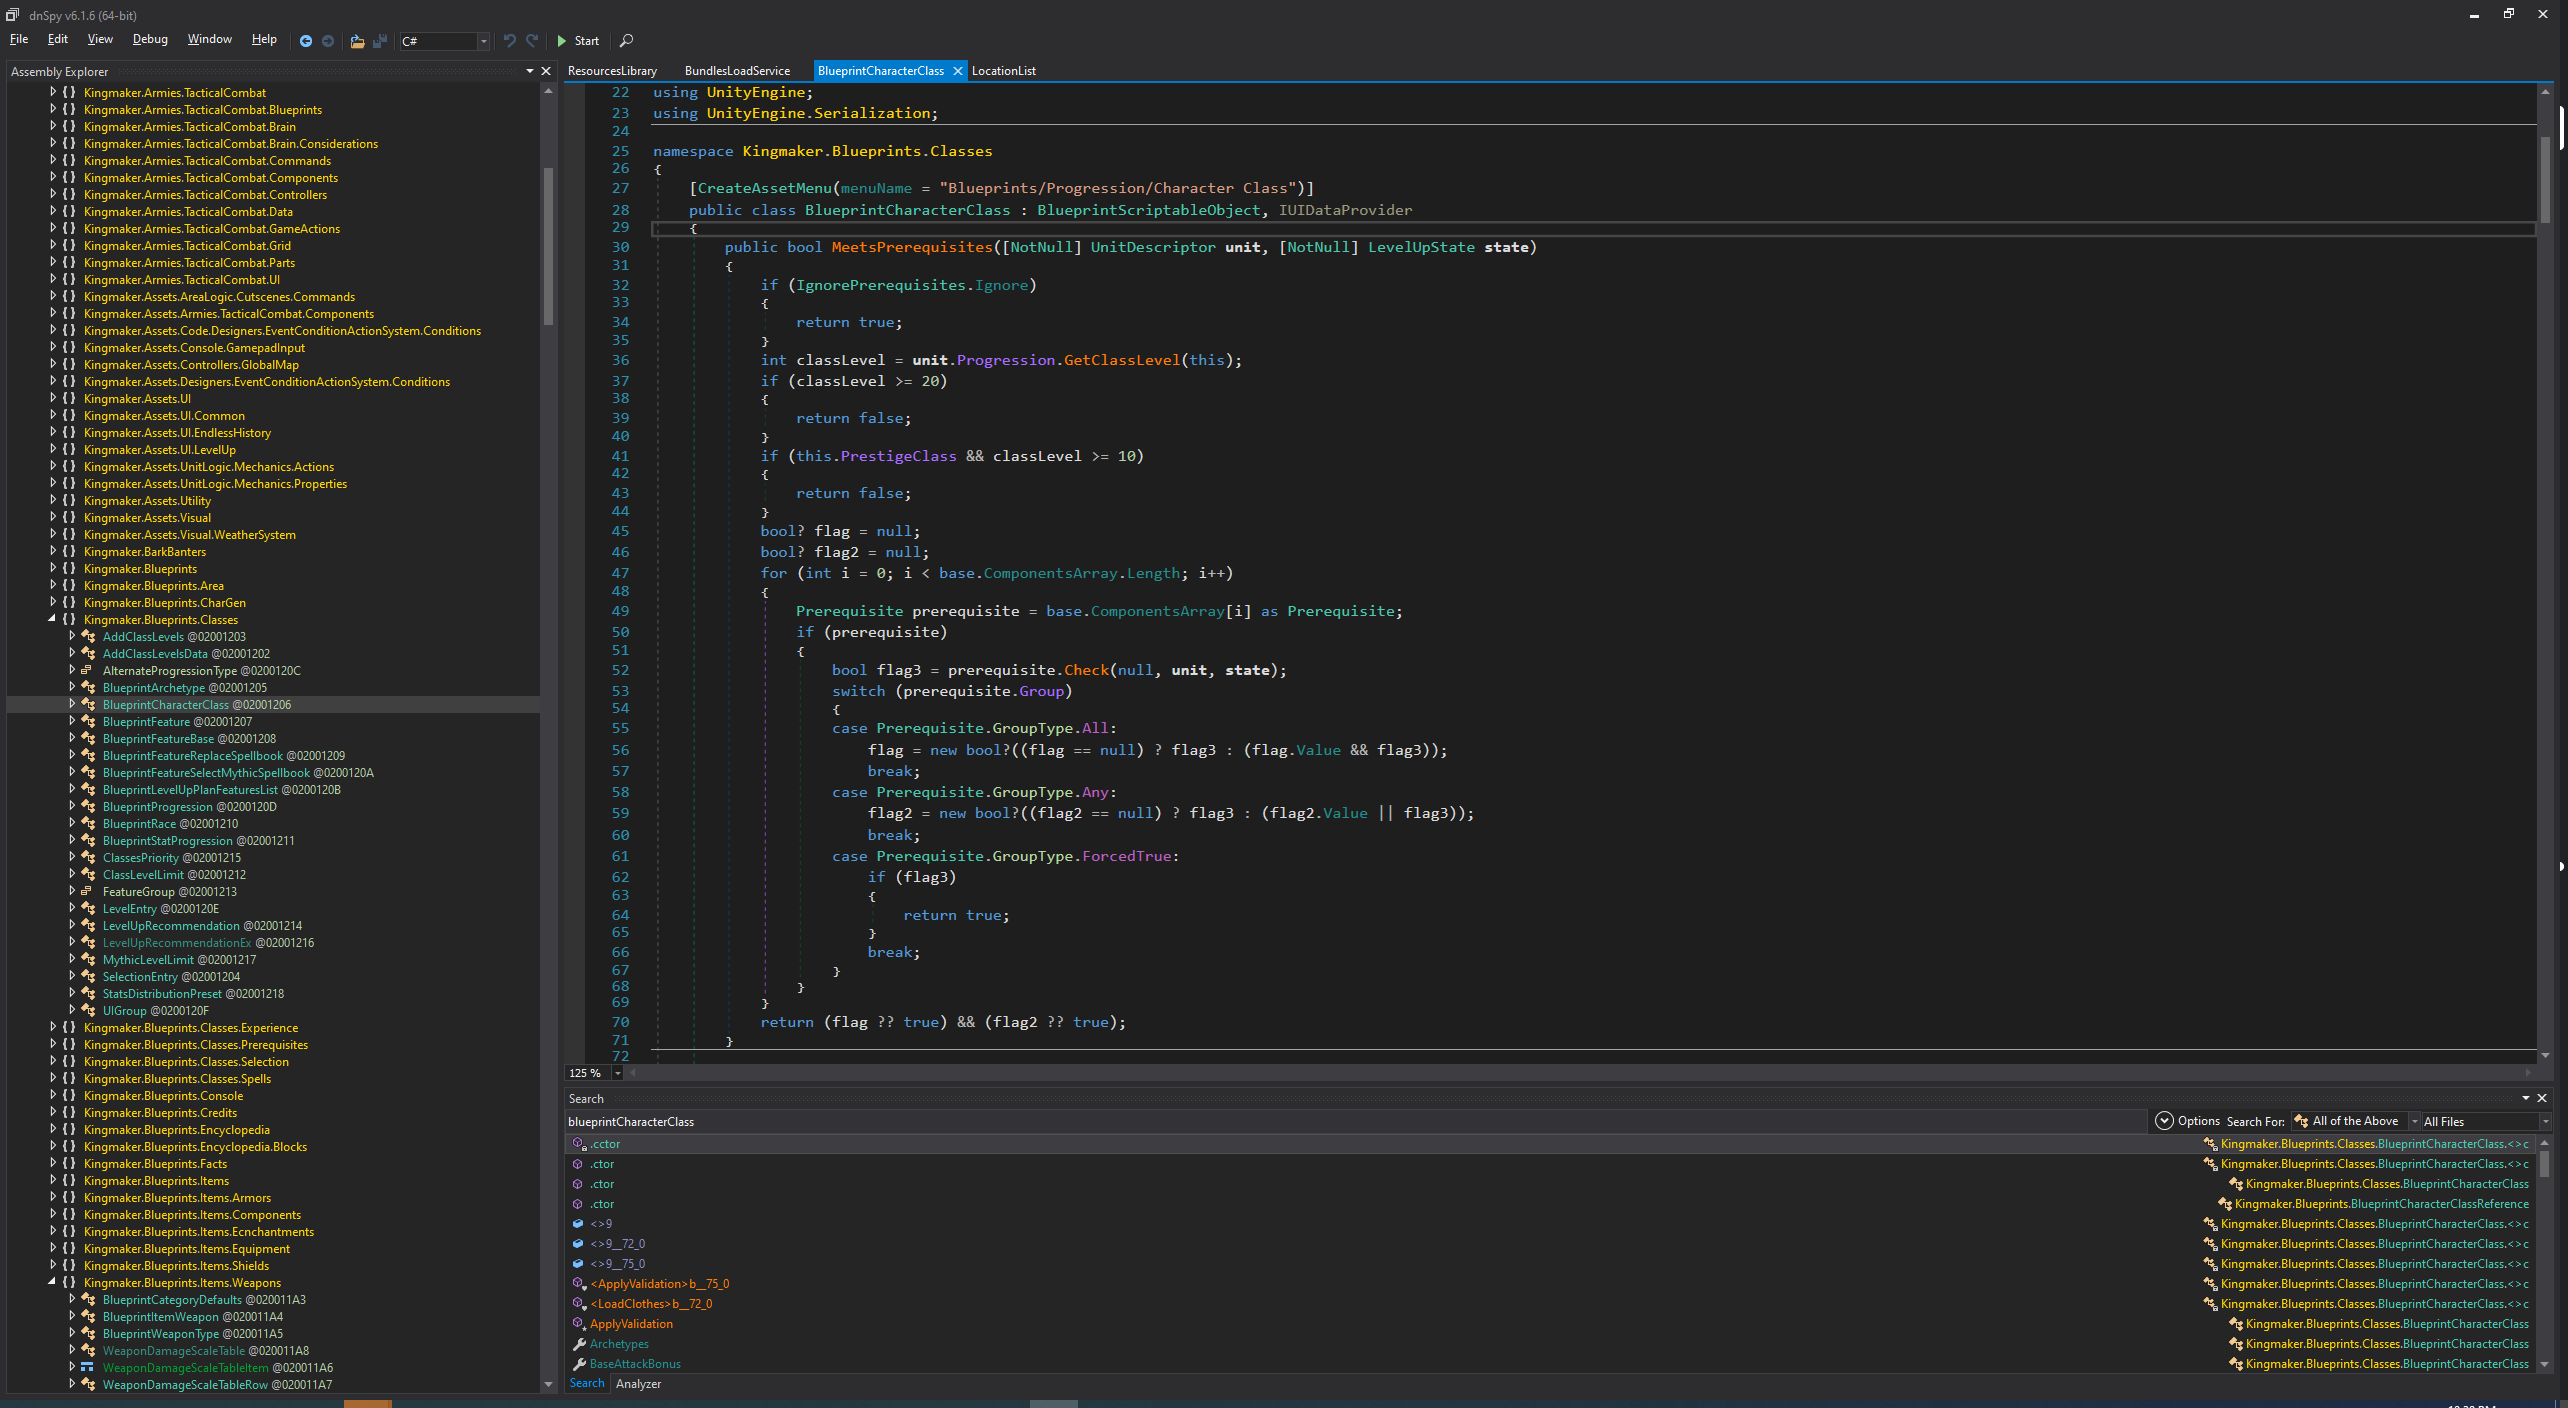 dnSpy v6.1.6 (64-bit)
File Edit View Debug Window Help C# Start
Assembly Explorer
Kingmaker.Armies.TacticalCombat
Kingmaker.Armies.TacticalCombat.Blueprints
Kingmaker.Armies.TacticalCombat.Brain
Kingmaker.Armies.TacticalCombat.Brain.Considerations
Kingmaker.Armies.TacticalCombat.Commands
Kingmaker.Armies.TacticalCombat.Components
Kingmaker.Armies.TacticalCombat.Controllers
Kingmaker.Armies.TacticalCombat.Data
Kingmaker.Armies.TacticalCombat.GameActions
Kingmaker.Armies.TacticalCombat.Grid
Kingmaker.Armies.TacticalCombat.Parts
Kingmaker.Armies.TacticalCombat.UI
Kingmaker.Assets.AreaLogic.Cutscenes.Commands
Kingmaker.Assets.Armies.TacticalCombat.Components
Kingmaker.Assets.Code.Designers.EventConditionActionSystem.Conditions
Kingmaker.Assets.Console.GamepadInput
Kingmaker.Assets.Controllers.GlobalMap
Kingmaker.Assets.Designers.EventConditionActionSystem.Conditions
Kingmaker.Assets.UI
Kingmaker.Assets.UI.Common
Kingmaker.Assets.UI.EndlessHistory
Kingmaker.Assets.UI.LevelUp
Kingmaker.Assets.UnitLogic.Mechanics.Actions
Kingmaker.Assets.UnitLogic.Mechanics.Properties
Kingmaker.Assets.Utility
Kingmaker.Assets.Visual
Kingmaker.Assets.Visual.WeatherSystem
Kingmaker.BarkBanters
Kingmaker.Blueprints
Kingmaker.Blueprints.Area
Kingmaker.Blueprints.CharGen
Kingmaker.Blueprints.Classes
AddClassLevels @02001203
AddClassLevelsData @02001202
AlternateProgressionType @0200120C
BlueprintArchetype @02001205
BlueprintCharacterClass @02001206
BlueprintFeature @02001207
BlueprintFeatureBase @02001208
BlueprintFeatureReplaceSpellbook @02001209
BlueprintFeatureSelectMythicSpellbook @0200120A
BlueprintLevelUpPlanFeaturesList @0200120B
BlueprintProgression @0200120D
BlueprintRace @02001210
BlueprintStatProgression @02001211
ClassesPriority @02001215
ClassLevelLimit @02001212
FeatureGroup @02001213
LevelEntry @0200120E
LevelUpRecommendation @02001214
LevelUpRecommendationEx @02001216
MythicLevelLimit @02001217
SelectionEntry @02001204
StatsDistributionPreset @02001218
UIGroup @0200120F
Kingmaker.Blueprints.Classes.Experience
Kingmaker.Blueprints.Classes.Prerequisites
Kingmaker.Blueprints.Classes.Selection
Kingmaker.Blueprints.Classes.Spells
Kingmaker.Blueprints.Console
Kingmaker.Blueprints.Credits
Kingmaker.Blueprints.Encyclopedia
Kingmaker.Blueprints.Encyclopedia.Blocks
Kingmaker.Blueprints.Facts
Kingmaker.Blueprints.Items
Kingmaker.Blueprints.Items.Armors
Kingmaker.Blueprints.Items.Components
Kingmaker.Blueprints.Items.Ecnchantments
Kingmaker.Blueprints.Items.Equipment
Kingmaker.Blueprints.Items.Shields
Kingmaker.Blueprints.Items.Weapons
BlueprintCategoryDefaults @020011A3
BlueprintItemWeapon @020011A4
BlueprintWeaponType @020011A5
WeaponDamageScaleTable @020011A8
WeaponDamageScaleTableItem @020011A6
WeaponDamageScaleTableRow @020011A7
ResourcesLibrary BundlesLoadService BlueprintCharacterClass LocationList
22 using UnityEngine;
23 using UnityEngine.Serialization;
24
25 namespace Kingmaker.Blueprints.Classes
26 {
27 [CreateAssetMenu(menuName = "Blueprints/Progression/Character Class")]
28 public class BlueprintCharacterClass : BlueprintScriptableObject, IUIDataProvider
29 {
30 public bool MeetsPrerequisites([NotNull] UnitDescriptor unit, [NotNull] LevelUpState state)
31 {
32 if (IgnorePrerequisites.Ignore)
33 {
34 return true;
35 }
36 int classLevel = unit.Progression.GetClassLevel(this);
37 if (classLevel >= 20)
38 {
39 return false;
40 }
41 if (this.PrestigeClass && classLevel >= 10)
42 {
43 return false;
44 }
45 bool? flag = null;
46 bool? flag2 = null;
47 for (int i = 0; i < base.ComponentsArray.Length; i++)
48 {
49 Prerequisite prerequisite = base.ComponentsArray[i] as Prerequisite;
50 if (prerequisite)
51 {
52 bool flag3 = prerequisite.Check(null, unit, state);
53 switch (prerequisite.Group)
54 {
55 case Prerequisite.GroupType.All:
56 flag = new bool?((flag == null) ? flag3 : (flag.Value && flag3));
57 break;
58 case Prerequisite.GroupType.Any:
59 flag2 = new bool?((flag2 == null) ? flag3 : (flag2.Value || flag3));
60 break;
61 case Prerequisite.GroupType.ForcedTrue:
62 if (flag3)
63 {
64 return true;
65 }
66 break;
67 }
68 }
69 }
70 return (flag ?? true) && (flag2 ?? true);
71 }
72
125 %
Search
blueprintCharacterClass Options Search For: All of the Above All Files
.cctor Kingmaker.Blueprints.Classes.BlueprintCharacterClass.<>c
.ctor Kingmaker.Blueprints.Classes.BlueprintCharacterClass.<>c
.ctor Kingmaker.Blueprints.Classes.BlueprintCharacterClass
.ctor Kingmaker.Blueprints.BlueprintCharacterClassReference
<>9 Kingmaker.Blueprints.Classes.BlueprintCharacterClass.<>c
<>9__72_0 Kingmaker.Blueprints.Classes.BlueprintCharacterClass.<>c
<>9__75_0 Kingmaker.Blueprints.Classes.BlueprintCharacterClass.<>c
<ApplyValidation>b__75_0 Kingmaker.Blueprints.Classes.BlueprintCharacterClass.<>c
<LoadClothes>b__72_0 Kingmaker.Blueprints.Classes.BlueprintCharacterClass.<>c
ApplyValidation Kingmaker.Blueprints.Classes.BlueprintCharacterClass
Archetypes Kingmaker.Blueprints.Classes.BlueprintCharacterClass
BaseAttackBonus Kingmaker.Blueprints.Classes.BlueprintCharacterClass
Search Analyzer